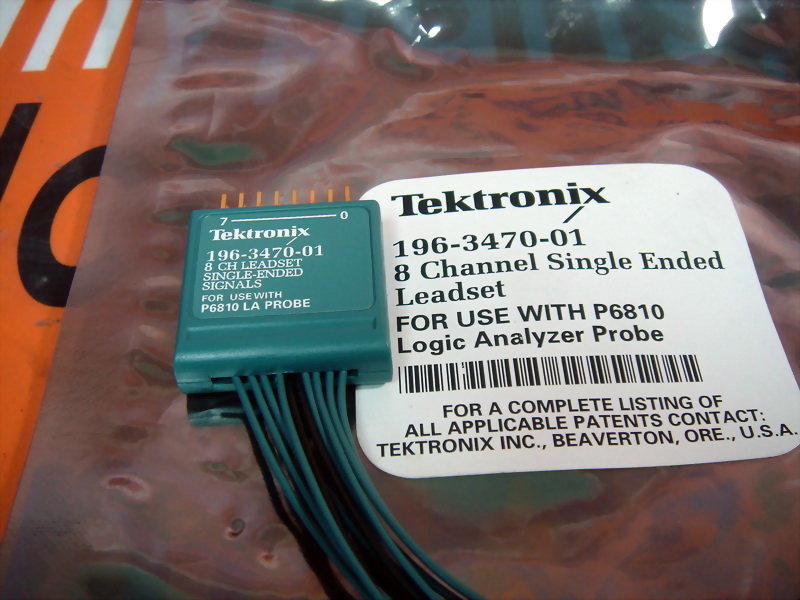 7 0
Tektronix
196-3470-01
8 CH LEADSET
SINGLE-ENDED
SIGNALS
FOR USE WITH
P6810 LA PROBE
Tektronix
196-3470-01
8 Channel Single Ended
Leadset
FOR USE WITH P6810
Logic Analyzer Probe
FOR A COMPLETE LISTING OF
ALL APPLICABLE PATENTS CONTACT:
TEKTRONIX INC., BEAVERTON, ORE., U.S.A.